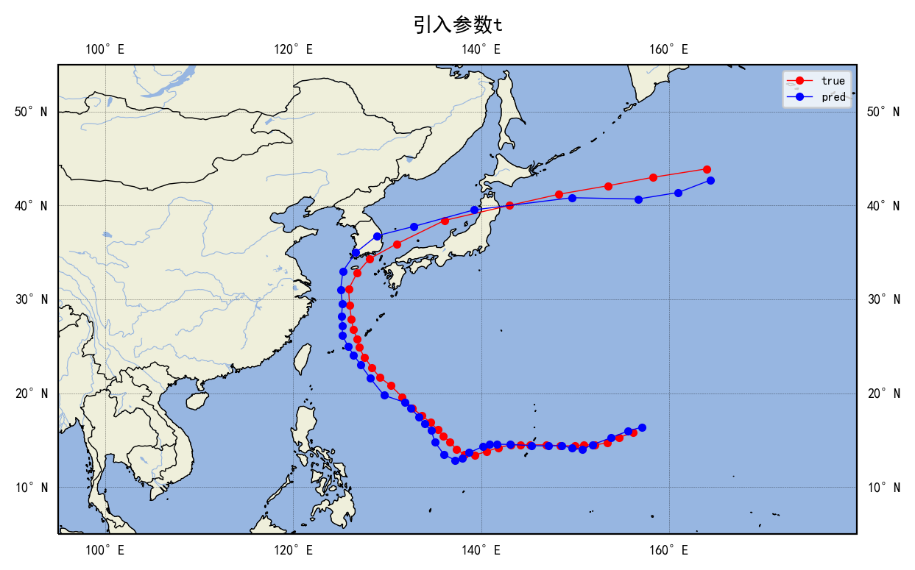 引入参数t
100° E 120° E 140° E 160° E
true
pred
50° N 50° N
40° N 40° N
30° N 30° N
20° N 20° N
10° N 10° N
100° E 120° E 140° E 160° E